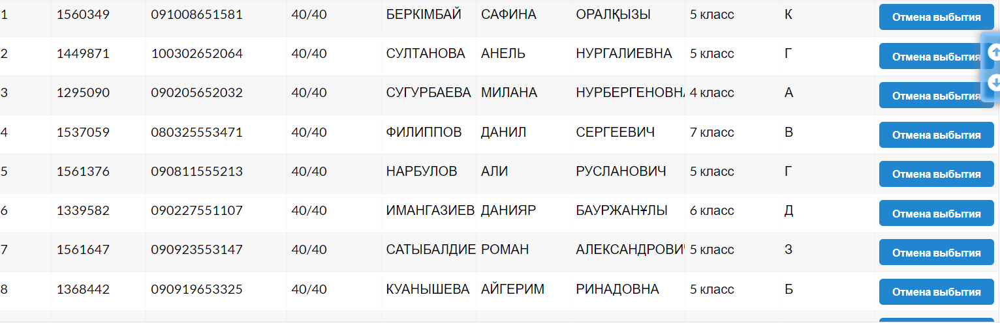 1 1560349 091008651581 40/40 БЕРКІМБАЙ САФИНА ОРАЛҚЫЗЫ 5 класс К Отмена выбытия
2 1449871 100302652064 40/40 СУЛТАНОВА АНЕЛЬ НУРГАЛИЕВНА 5 класс Г Отмена выбытия
3 1295090 090205652032 40/40 СУГУРБАЕВА МИЛАНА НУРБЕРГЕНОВНА 4 класс А Отмена выбытия
4 1537059 080325553471 40/40 ФИЛИППОВ ДАНИЛ СЕРГЕЕВИЧ 7 класс В Отмена выбытия
5 1561376 090811555213 40/40 НАРБУЛОВ АЛИ РУСЛАНОВИЧ 5 класс Г Отмена выбытия
6 1339582 090227551107 40/40 ИМАНГАЗИЕВ ДАНИЯР БАУРЖАНҰЛЫ 6 класс Д Отмена выбытия
7 1561647 090923553147 40/40 САТЫБАЛДИЕ РОМАН АЛЕКСАНДРОВИЧ 5 класс З Отмена выбытия
8 1368442 090919653325 40/40 КУАНЫШЕВА АЙГЕРИМ РИНАДОВНА 5 класс Б Отмена выбытия